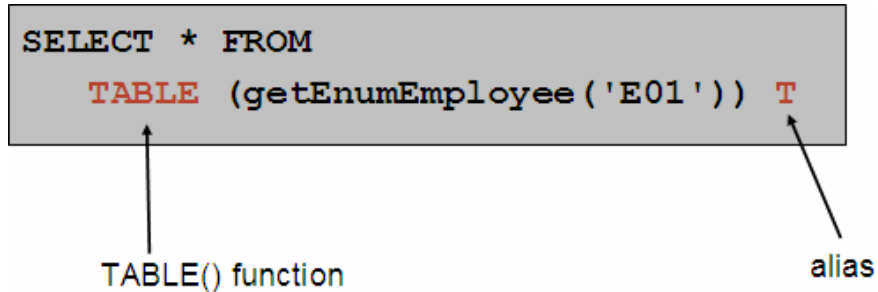 SELECT * FROM
TABLE (getEnumEmployee('E01')) T
TABLE() function
alias